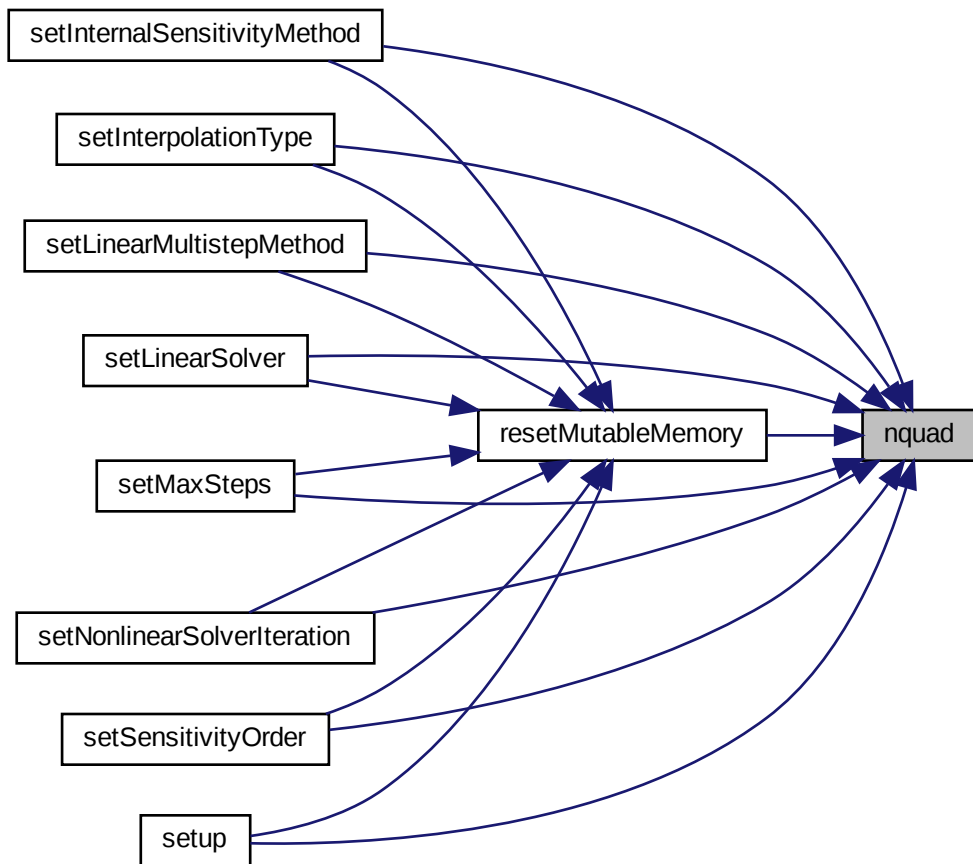 setInternalSensitivityMethod
setInterpolationType
setLinearMultistepMethod
setLinearSolver
resetMutableMemory
nquad
setMaxSteps
setNonlinearSolverIteration
setSensitivityOrder
setup